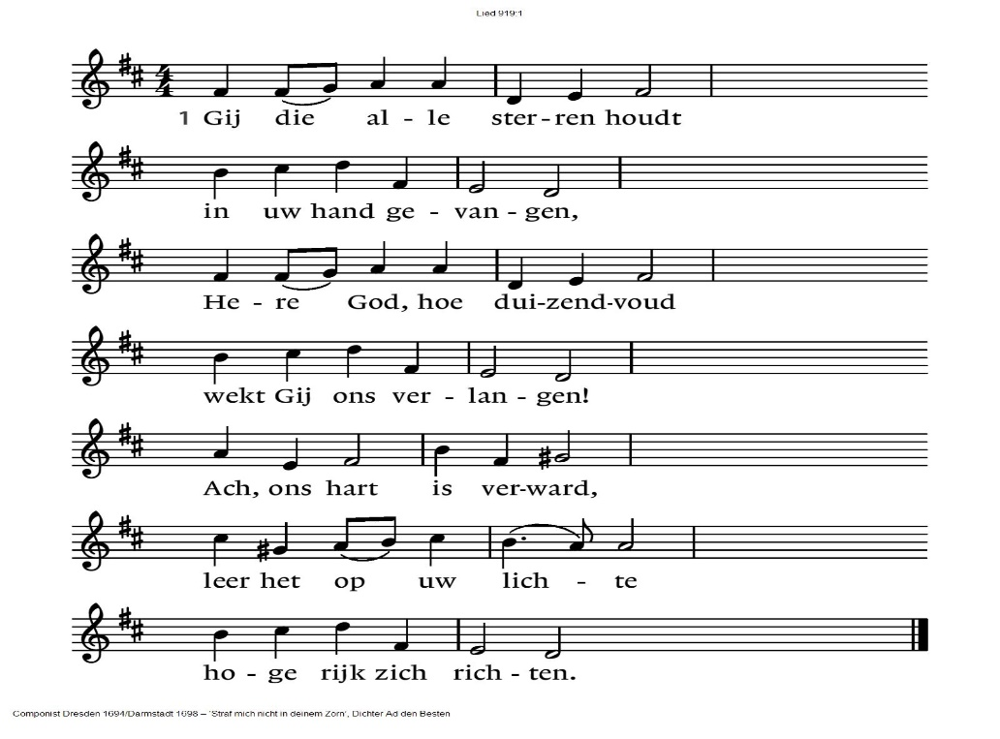 Lied 919:1
1 Gij die al - le ster - ren houdt
in uw hand ge - van - gen,
He - re God, hoe dui - zend - voud
wekt Gij ons ver - lan - gen!
Ach, ons hart is ver - ward,
leer het op uw lich - te
ho - ge rijk zich rich - ten.
Componist Dresden 1694/Darmstadt 1698 – 'Straf mich nicht in deinem Zorn', Dichter Ad den Besten